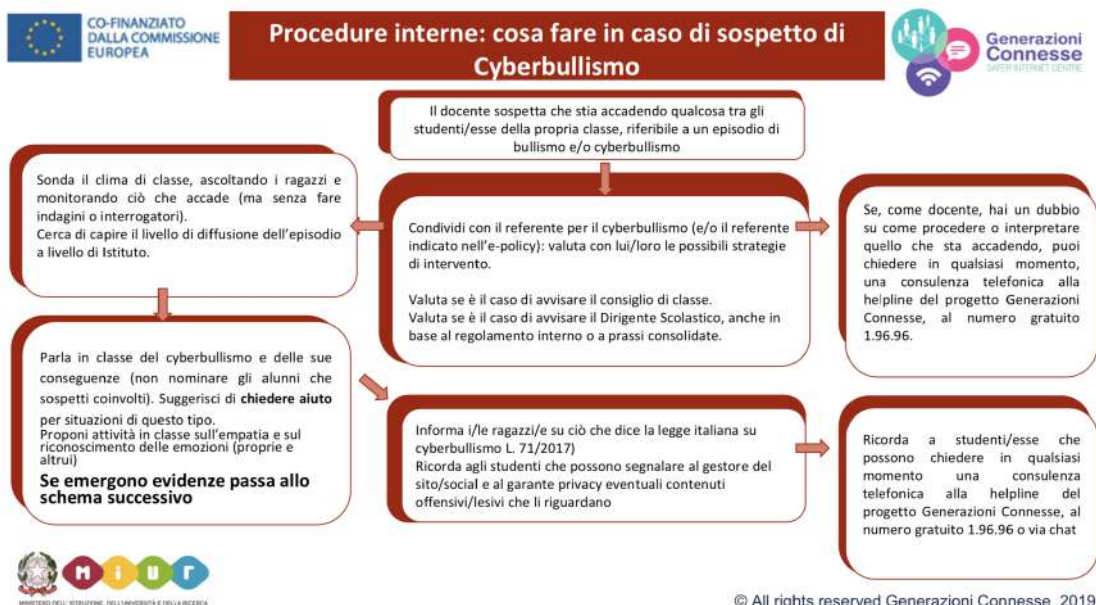 CO-FINANZIATO
DALLA COMMISSIONE
EUROPEA
Procedure interne: cosa fare in caso di sospetto di
Cyberbullismo
Generazioni
Connesse
SAFER INTERNET CENTRE
Il docente sospetta che stia accadendo qualcosa tra gli
studenti/esse della propria classe, riferibile a un episodio di
bullismo e/o cyberbullismo
Sonda il clima di classe, ascoltando i ragazzi e
monitorando ciò che accade (ma senza fare
indagini o interrogatori).
Cerca di capire il livello di diffusione dell'episodio
a livello di Istituto.
Condividi con il referente per il cyberbullismo (e/o il referente
indicato nell'e-policy): valuta con lui/loro le possibili strategie
di intervento.
Valuta se è il caso di avvisare il consiglio di classe.
Valuta se è il caso di avvisare il Dirigente Scolastico, anche in
base al regolamento interno o a prassi consolidate.
Se, come docente, hai un dubbio
su come procedere o interpretare
quello che sta accadendo, puoi
chiedere in qualsiasi momento,
una consulenza telefonica alla
helpline del progetto Generazioni
Connesse, al numero gratuito
1.96.96.
Parla in classe del cyberbullismo e delle sue
conseguenze (non nominare gli alunni che
sospetti coinvolti). Suggerisci di chiedere aiuto
per situazioni di questo tipo.
Proponi attività in classe sull'empatia e sul
riconoscimento delle emozioni (proprie e
altrui)
Se emergono evidenze passa allo
schema successivo
Informa i/le ragazzi/e su ciò che dice la legge italiana su
cyberbullismo L. 71/2017)
Ricorda agli studenti che possono segnalare al gestore del
sito/social e al garante privacy eventuali contenuti
offensivi/lesivi che li riguardano
Ricorda a studenti/esse che
possono chiedere in qualsiasi
momento una consulenza
telefonica alla helpline del
progetto Generazioni Connesse, al
numero gratuito 1.96.96 o via chat
miur
MINISTERO DELL'ISTRUZIONE, DELL'UNIVERSITÀ E DELLA RICERCA
© All rights reserved Generazioni Connesse 2019